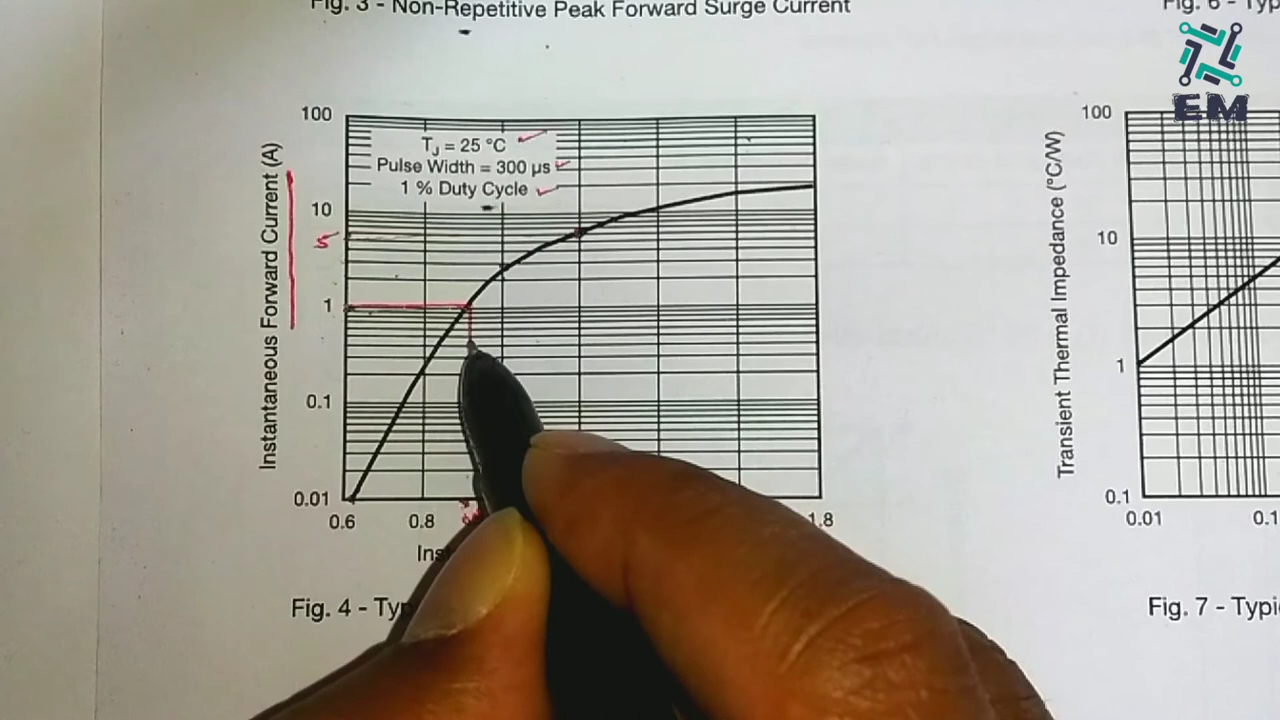 Fig. 3 - Non-Repetitive Peak Forward Surge Current
Fig. 6 - Typ
EM
Instantaneous Forward Current (A)
100
10
5
1
0.1
0.01
TJ = 25 °C
Pulse Width = 300 μs
1 % Duty Cycle
0.6
0.8
1.8
Ins
Fig. 4 - Typ
Transient Thermal Impedance (°C/W)
100
10
1
0.1
0.01
0.1
Fig. 7 - Typi